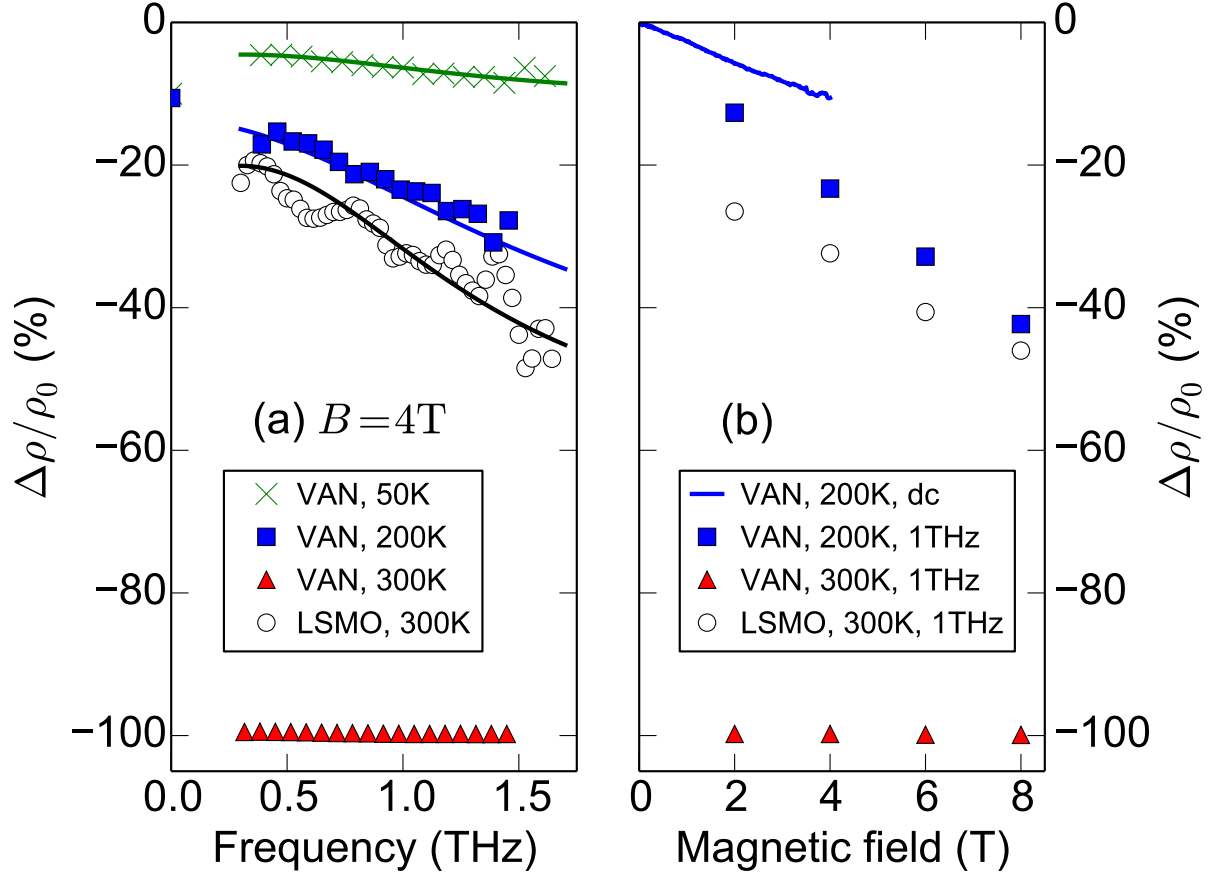 0
−20
−40
−60
−80
−100
Δρ/ρ₀ (%)
(a) B=4T
VAN, 50K
VAN, 200K
VAN, 300K
LSMO, 300K
0.0 0.5 1.0 1.5
Frequency (THz)
(b)
VAN, 200K, dc
VAN, 200K, 1THz
VAN, 300K, 1THz
LSMO, 300K, 1THz
0 2 4 6 8
Magnetic field (T)
0
−20
−40
−60
−80
−100
Δρ/ρ₀ (%)